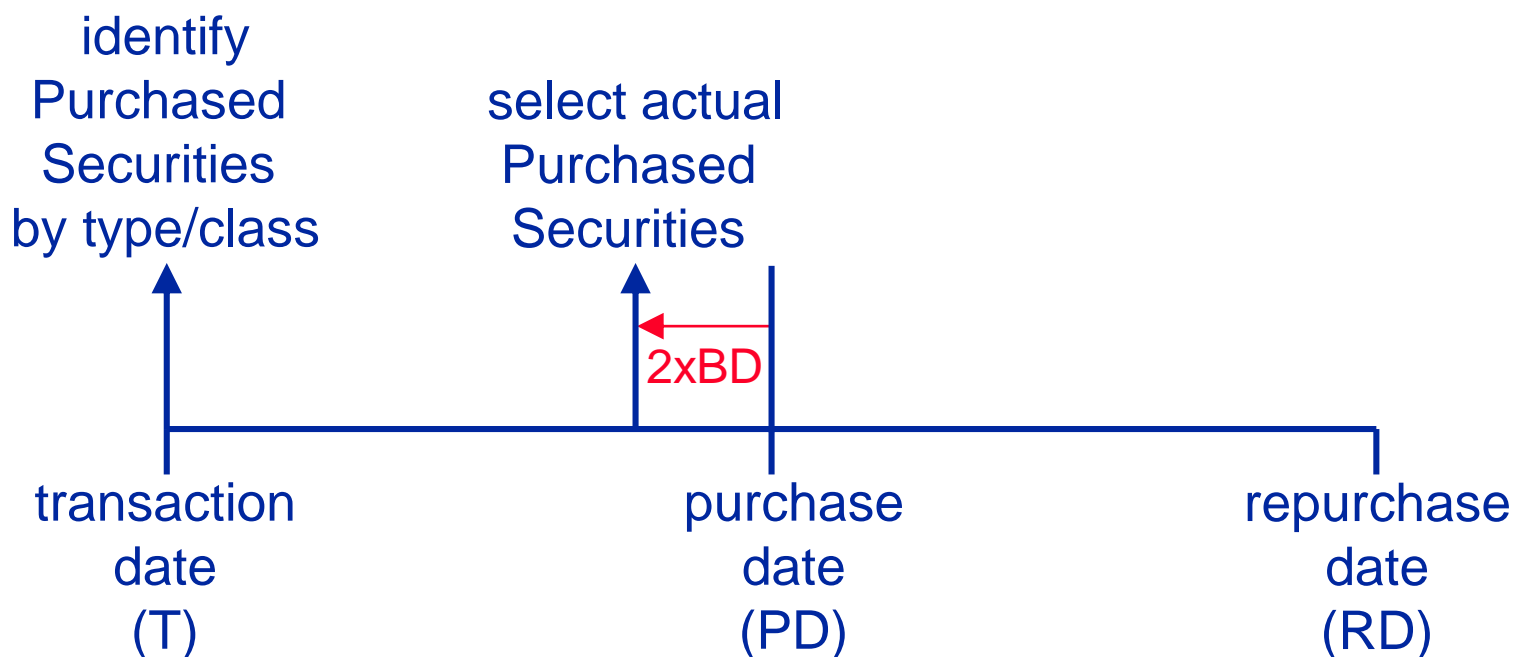 identify
Purchased
Securities
by type/class
select actual
Purchased
Securities
2xBD
transaction
date
(T)
purchase
date
(PD)
repurchase
date
(RD)